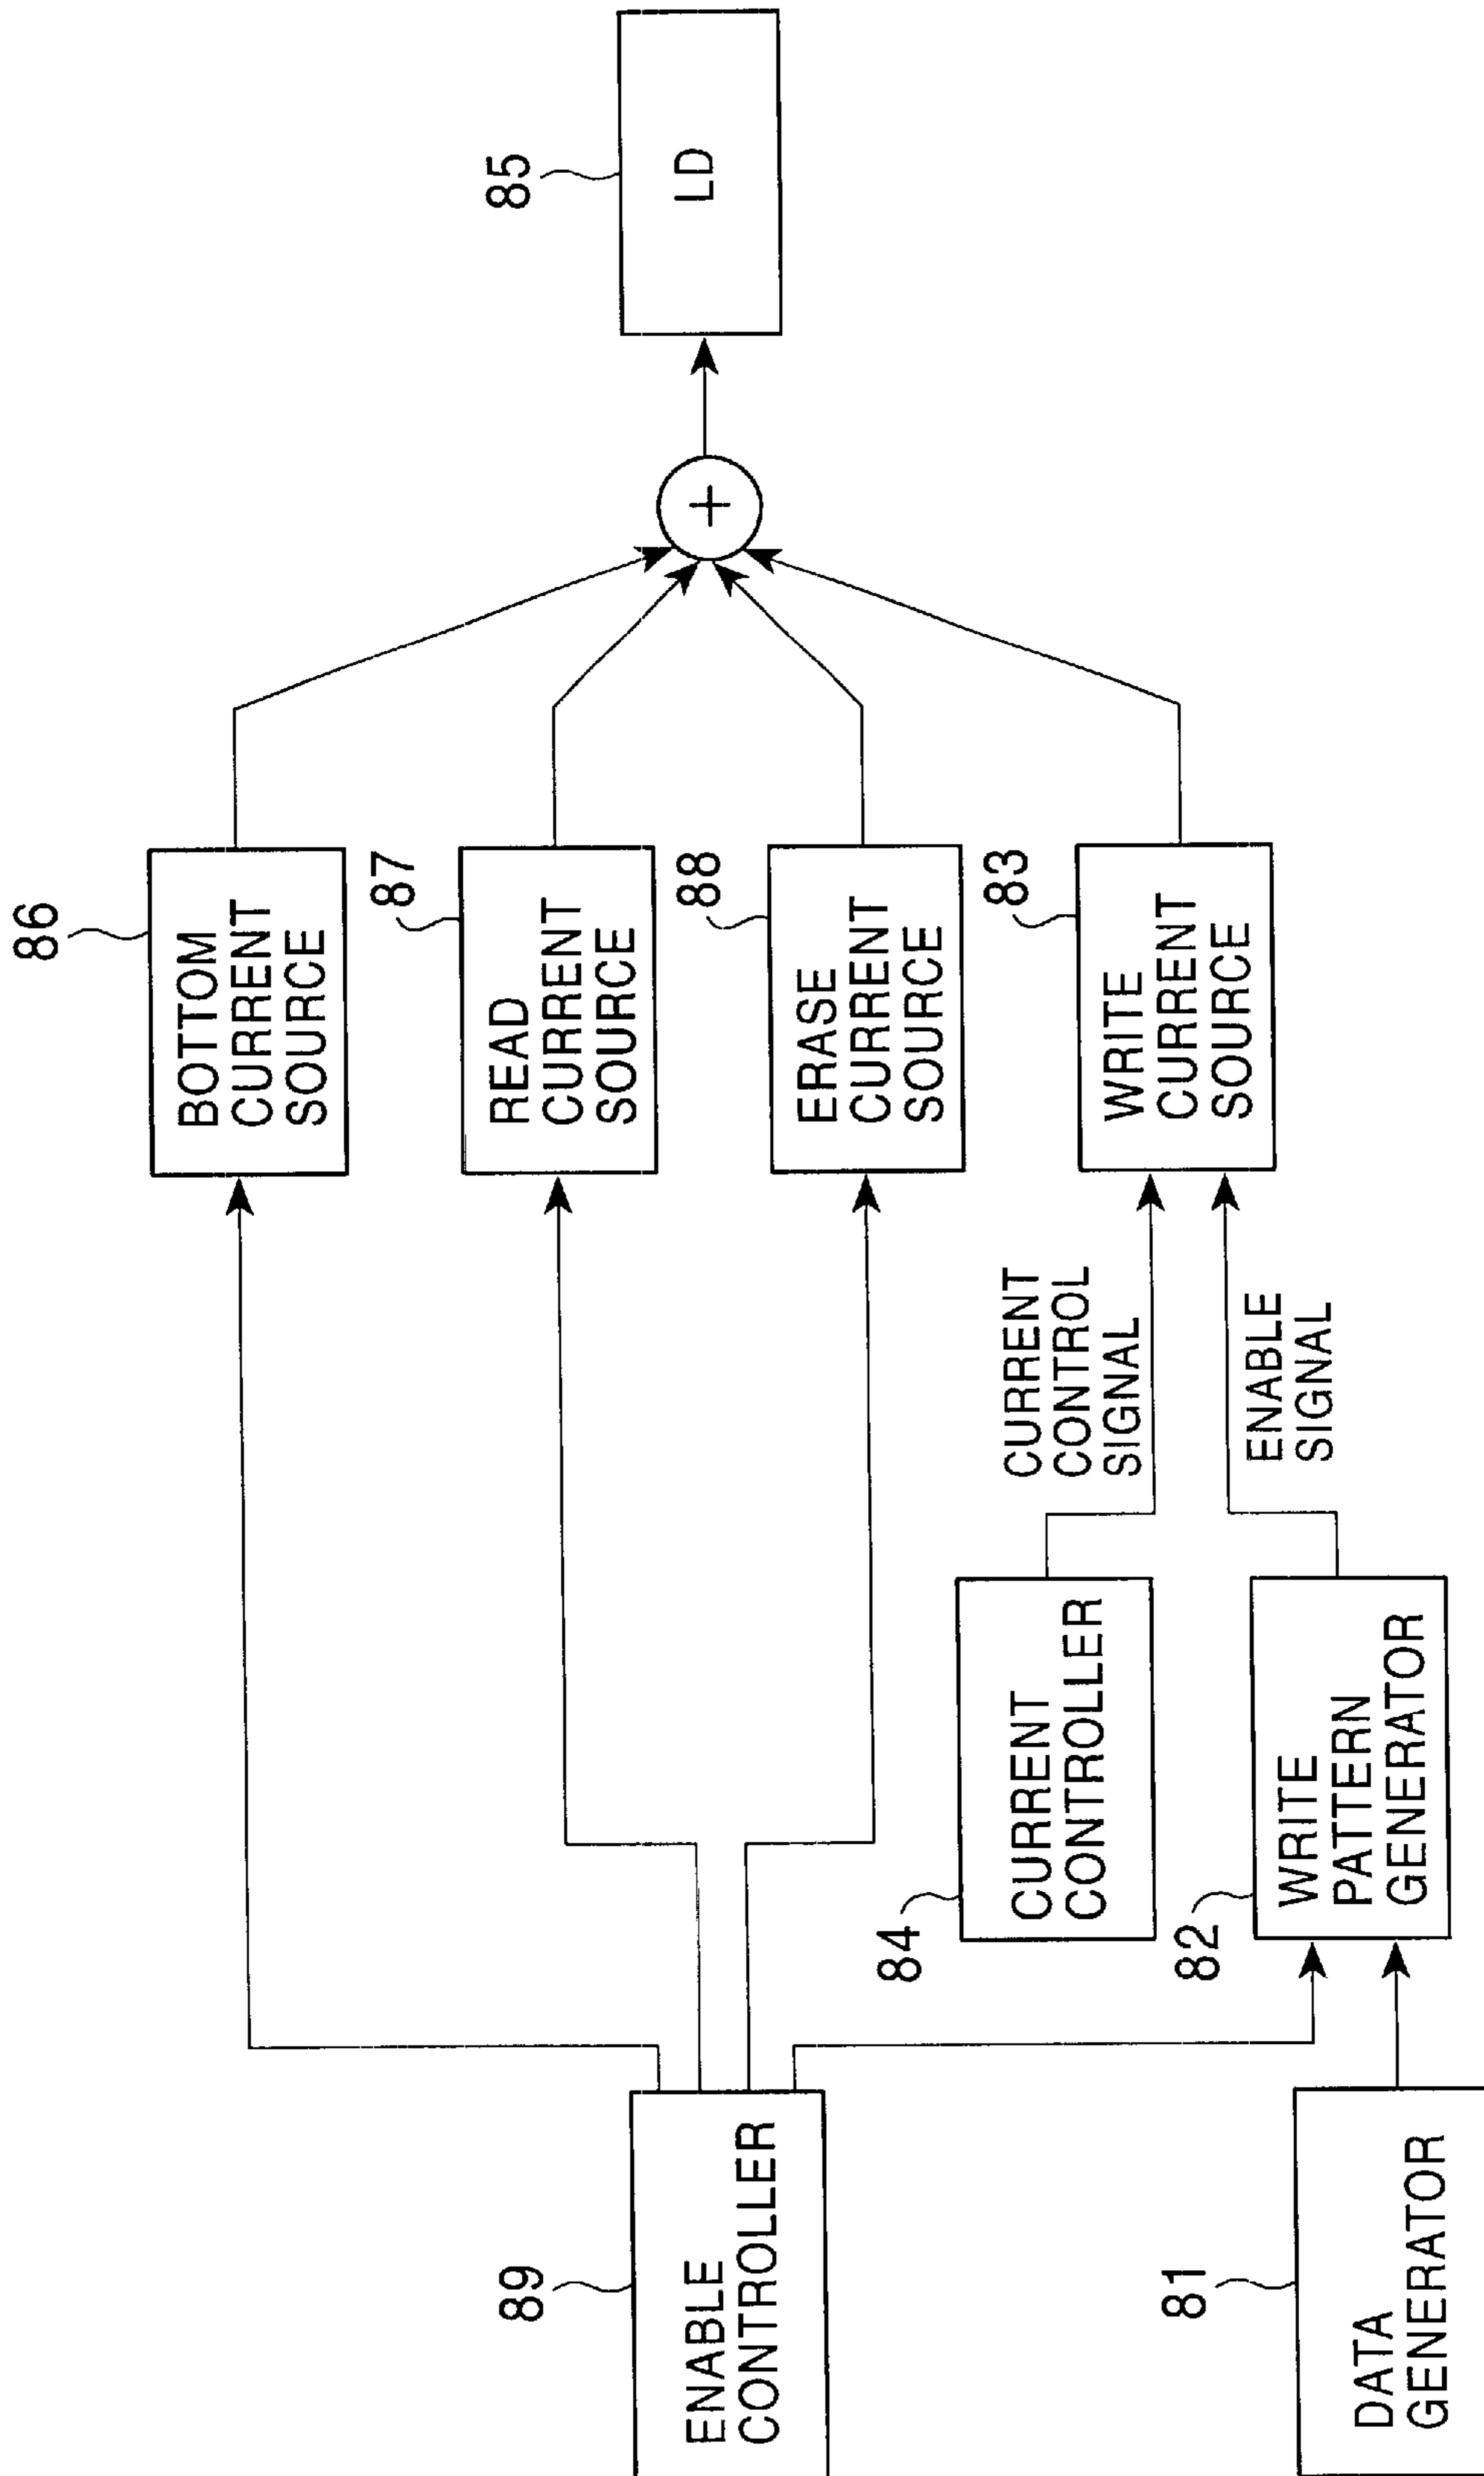 89
ENABLE
CONTROLLER
81
DATA
GENERATOR
84
CURRENT
CONTROLLER
82
WRITE
PATTERN
GENERATOR
CURRENT
CONTROL
SIGNAL
ENABLE
SIGNAL
86
BOTTOM
CURRENT
SOURCE
87
READ
CURRENT
SOURCE
88
ERASE
CURRENT
SOURCE
83
WRITE
CURRENT
SOURCE
+
85
LD